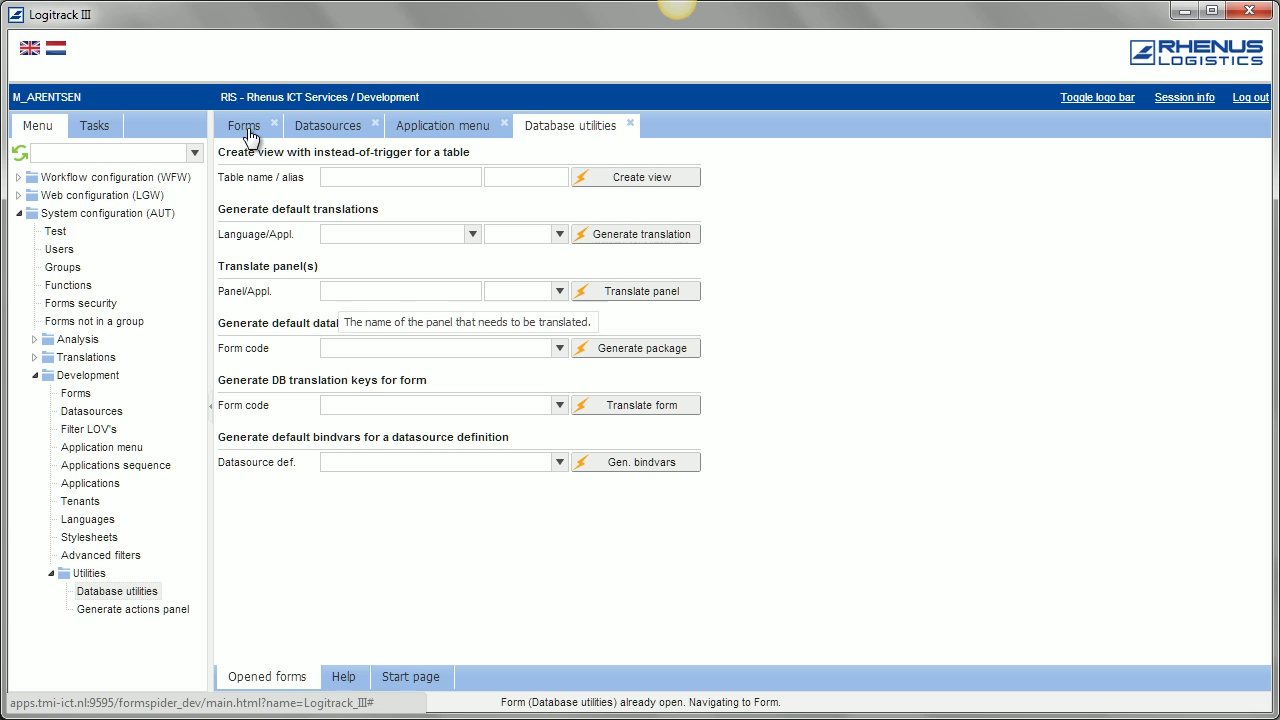 Logitrack III
RHENUS
LOGISTICS
M_ARENTSEN
RIS - Rhenus ICT Services / Development
Toggle logo bar
Session info
Log out
Menu
Tasks
Forms
Datasources
Application menu
Database utilities
Workflow configuration (WFW)
Web configuration (LGW)
System configuration (AUT)
Test
Users
Groups
Functions
Forms security
Forms not in a group
Analysis
Translations
Development
Forms
Datasources
Filter LOV's
Application menu
Applications sequence
Applications
Tenants
Languages
Stylesheets
Advanced filters
Utilities
Database utilities
Generate actions panel
Create view with instead-of-trigger for a table
Table name / alias
Create view
Generate default translations
Language/Appl.
Generate translation
Translate panel(s)
Panel/Appl.
Translate panel
Generate default
The name of the panel that needs to be translated.
Form code
Generate package
Generate DB translation keys for form
Form code
Translate form
Generate default bindvars for a datasource definition
Datasource def.
Gen. bindvars
Opened forms
Help
Start page
apps.tmi-ict.nl:9595/formspider_dev/main.html?name=Logitrack_III#
Form (Database utilities) already open. Navigating to Form.